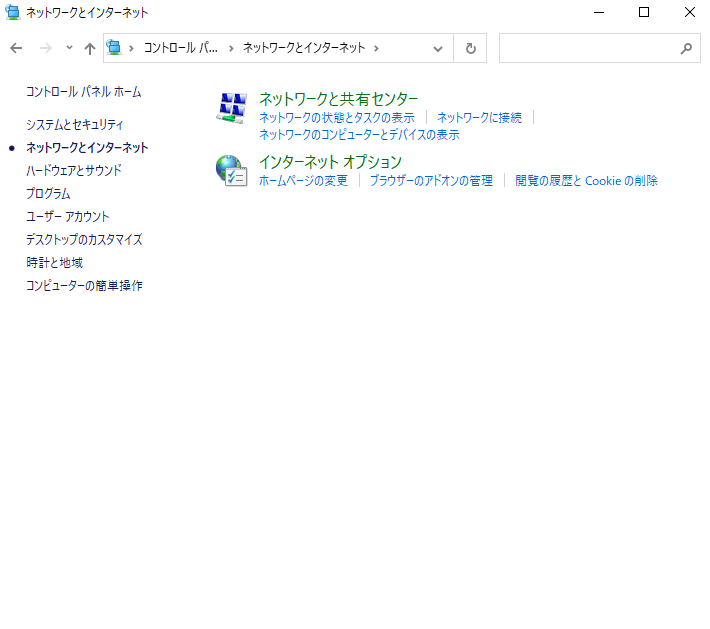 ネットワークとインターネット
コントロール パ... › ネットワークとインターネット ›
コントロール パネル ホーム
システムとセキュリティ
ネットワークとインターネット
ハードウェアとサウンド
プログラム
ユーザー アカウント
デスクトップのカスタマイズ
時計と地域
コンピューターの簡単操作
ネットワークと共有センター
ネットワークの状態とタスクの表示 | ネットワークに接続 |
ネットワークのコンピューターとデバイスの表示
インターネット オプション
ホームページの変更 | ブラウザーのアドオンの管理 | 閲覧の履歴と Cookie の削除